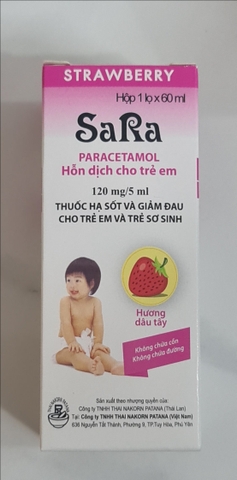 STRAWBERRY
Hộp 1 lọ x 60 ml
SaRa
PARACETAMOL
Hỗn dịch cho trẻ em
120 mg/5 ml
THUỐC HẠ SỐT VÀ GIẢM ĐAU
CHO TRẺ EM VÀ TRẺ SƠ SINH
Hương
dâu tây
Không chứa cồn
Không chứa đường
Sản xuất theo nhượng quyền của
Công ty TNHH THAI NAKORN PATANA (Thái Lan)
Tại: Công ty TNHH THAI NAKORN PATANA (Việt Nam)
636 Nguyễn Tất Thành, Phường 9, TP.Tuy Hòa, Phú Yên